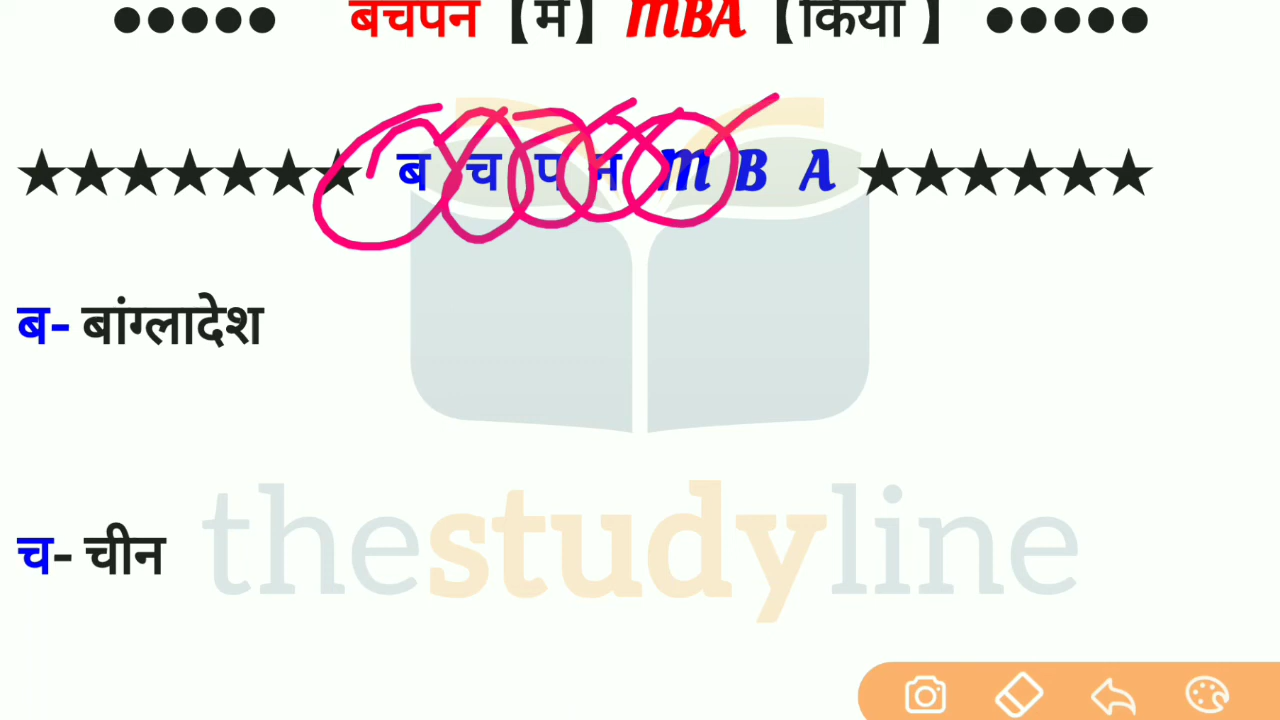 ●●●●● बचपन【में】MBA【किया 】●●●●●
★★★★★★★ ब च प न M B A ★★★★★★★
ब- बांग्लादेश
च- चीन
thestudyline